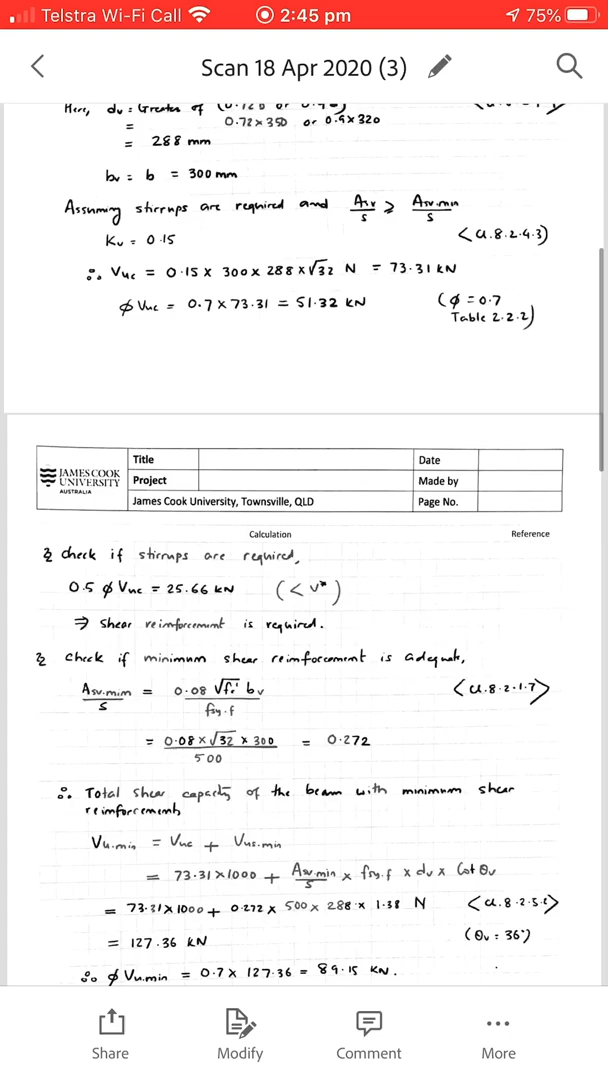 Telstra Wi-Fi Call 2:45 pm 75%
Scan 18 Apr 2020 (3)
Here, dv = Greater of (0.72D or 0.9d)
= 0.72 × 350 or 0.9 × 320
= 288 mm
bv = b = 300 mm
Assuming stirrups are required and Asv/s ≥ Asv.min/s
Kv = 0.15 <cl.8.2.4.3>
∴ Vuc = 0.15 × 300 × 288 × √32 N = 73.31 KN
ϕ Vuc = 0.7 × 73.31 = 51.32 KN (ϕ = 0.7
Table 2.2.2)
JAMES COOK
UNIVERSITY
AUSTRALIA
Title Date
Project Made by
James Cook University, Townsville, QLD Page No.
Calculation Reference
check if stirrups are required,
0.5 ϕ Vuc = 25.66 KN (< V*)
⇒ Shear reinforcement is required.
Check if minimum shear reinforcement is adequate,
Asv.min/s = 0.08 √f'c bv / fsy.f <cl.8.2.1.7>
= 0.08 × √32 × 300 / 500 = 0.272
∴ Total shear capacity of the beam with minimum shear
reinforcement,
Vu.min = Vuc + Vus.min
= 73.31×1000 + Asv.min/s × fsy.f × dv × Cot θv
= 73.31×1000 + 0.272 × 500 × 288 × 1.38 N
= 127.36 KN (θv = 36°)
∴ ϕ Vu.min = 0.7 × 127.36 = 89.15 KN.
Share Modify Comment More